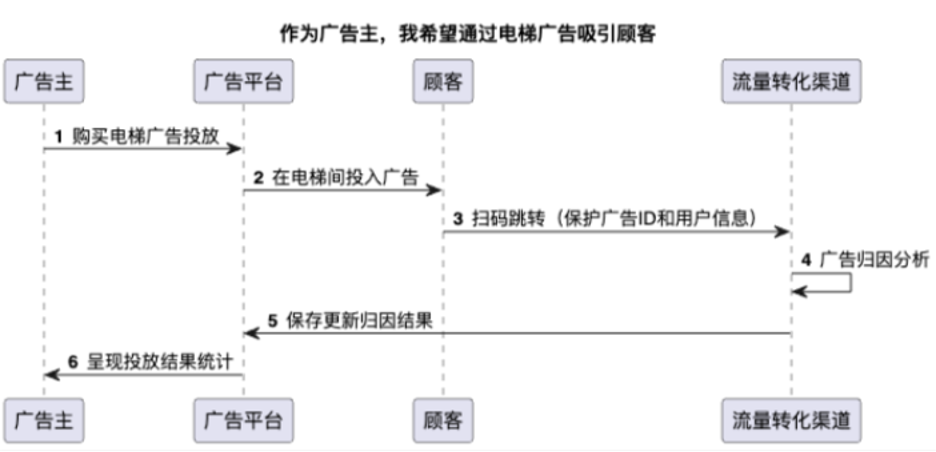 作为广告主，我希望通过电梯广告吸引顾客
广告主
广告平台
顾客
流量转化渠道
1 购买电梯广告投放
2 在电梯间投入广告
3 扫码跳转（保护广告ID和用户信息）
4 广告归因分析
5 保存更新归因结果
6 呈现投放结果统计
广告主
广告平台
顾客
流量转化渠道